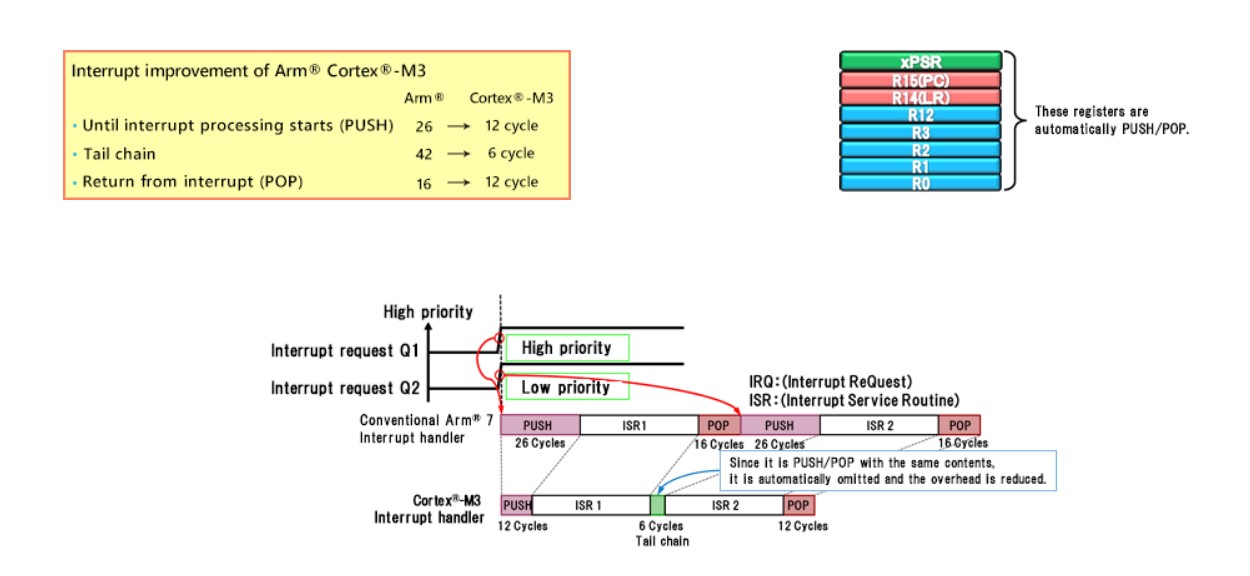 Interrupt improvement of Arm® Cortex®-M3
Arm® Cortex®-M3
・Until interrupt processing starts (PUSH) 26 → 12 cycle
・Tail chain 42 → 6 cycle
・Return from interrupt (POP) 16 → 12 cycle
xPSR
R15(PC)
R14(LR)
R12
R3
R2
R1
R0
These registers are
automatically PUSH/POP.
High priority
Interrupt request Q1
High priority
Interrupt request Q2
Low priority
IRQ:(Interrupt ReQuest)
ISR:(Interrupt Service Routine)
Conventional Arm® 7
Interrupt handler
PUSH ISR1 POP PUSH ISR 2 POP
26 Cycles 16 Cycles 26 Cycles 16 Cycles
Since it is PUSH/POP with the same contents,
it is automatically omitted and the overhead is reduced.
Cortex®-M3
Interrupt handler
PUSH ISR 1 ISR 2 POP
12 Cycles 6 Cycles 12 Cycles
Tail chain